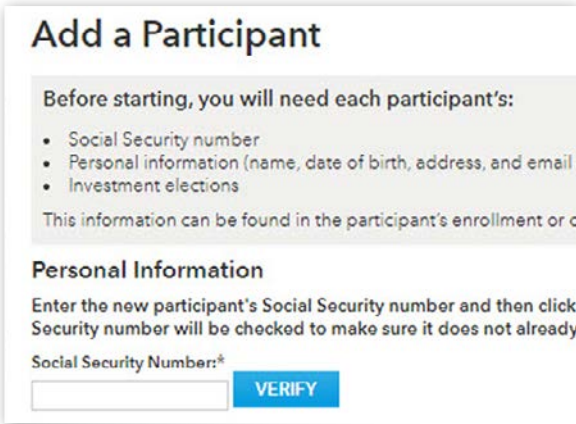 Add a Participant
Before starting, you will need each participant's:
• Social Security number
• Personal information (name, date of birth, address, and email
• Investment elections
This information can be found in the participant's enrollment or
Personal Information
Enter the new participant's Social Security number and then click
Security number will be checked to make sure it does not already
Social Security Number:*
VERIFY